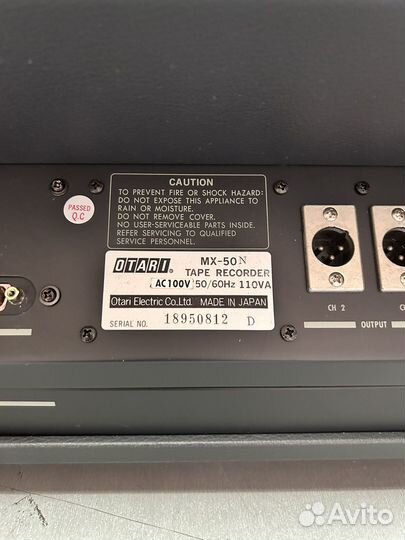 CAUTION
TO PREVENT FIRE OR SHOCK HAZARD:
DO NOT EXPOSE THIS APPLIANCE TO
RAIN OR MOISTURE.
DO NOT REMOVE COVER.
NO USER-SERVICEABLE PARTS INSIDE.
REFER SERVICING TO QUALIFIED
SERVICE PERSONNEL.
PASSED
Q.C
OTARI MX-50 N
TAPE RECORDER
AC100V 50/60Hz 110VA
Otari Electric Co.,Ltd. MADE IN JAPAN
SERIAL NO. 18950812 D
CH 2
CH
OUTPUT
Avito